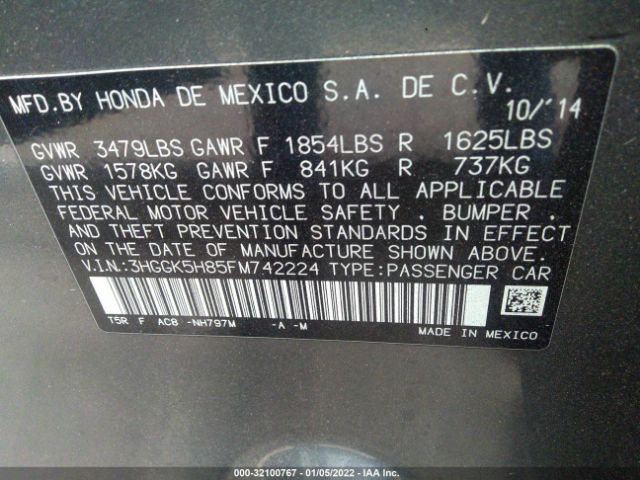 MFD.BY HONDA DE MEXICO S.A. DE C.V.
10/'14
GVWR 3479LBS GAWR F 1854LBS R 1625LBS
GVWR 1578KG GAWR F 841KG R 737KG
THIS VEHICLE CONFORMS TO ALL APPLICABLE
FEDERAL MOTOR VEHICLE SAFETY . BUMPER .
AND THEFT PREVENTION STANDARDS IN EFFECT
ON THE DATE OF MANUFACTURE SHOWN ABOVE.
V.I.N.:3HGGK5H85FM742224 TYPE:PASSENGER CAR
T5R F AC8 -NH797M -A -M
MADE IN MEXICO
000-32100767 - 01/05/2022 - IAA Inc.